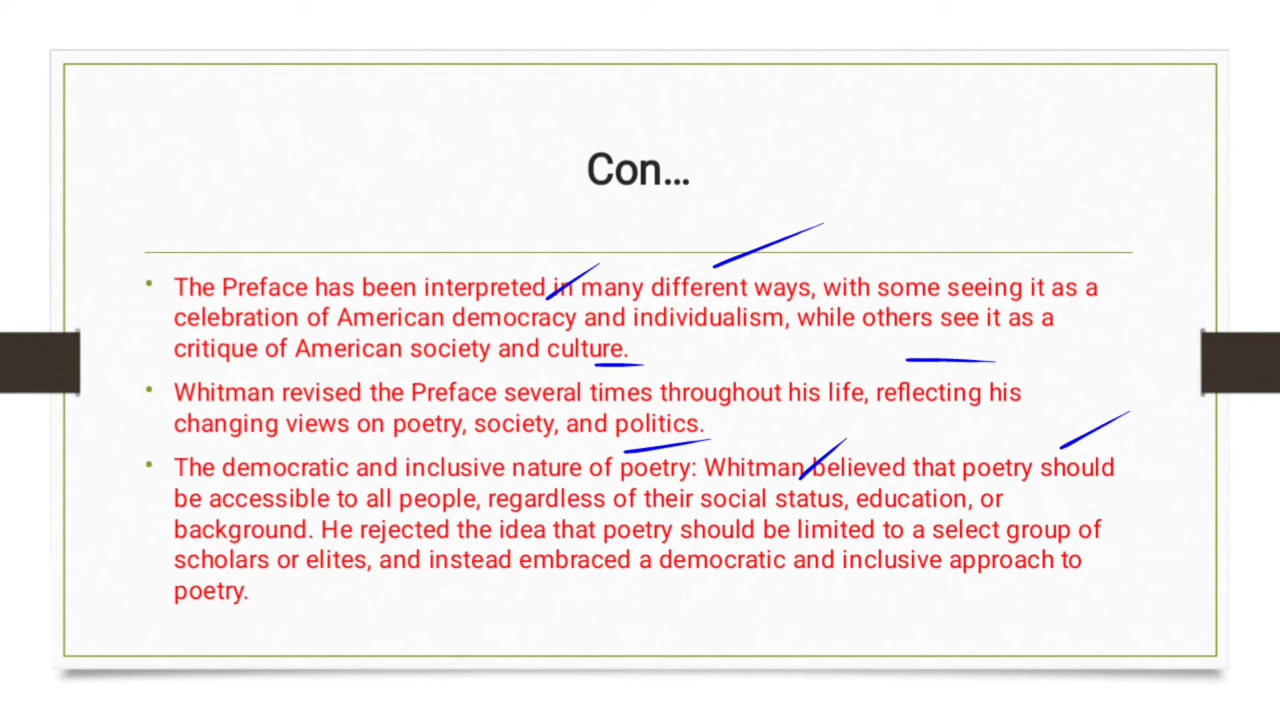 Con...
• The Preface has been interpreted in many different ways, with some seeing it as a
celebration of American democracy and individualism, while others see it as a
critique of American society and culture.
• Whitman revised the Preface several times throughout his life, reflecting his
changing views on poetry, society, and politics.
• The democratic and inclusive nature of poetry: Whitman believed that poetry should
be accessible to all people, regardless of their social status, education, or
background. He rejected the idea that poetry should be limited to a select group of
scholars or elites, and instead embraced a democratic and inclusive approach to
poetry.